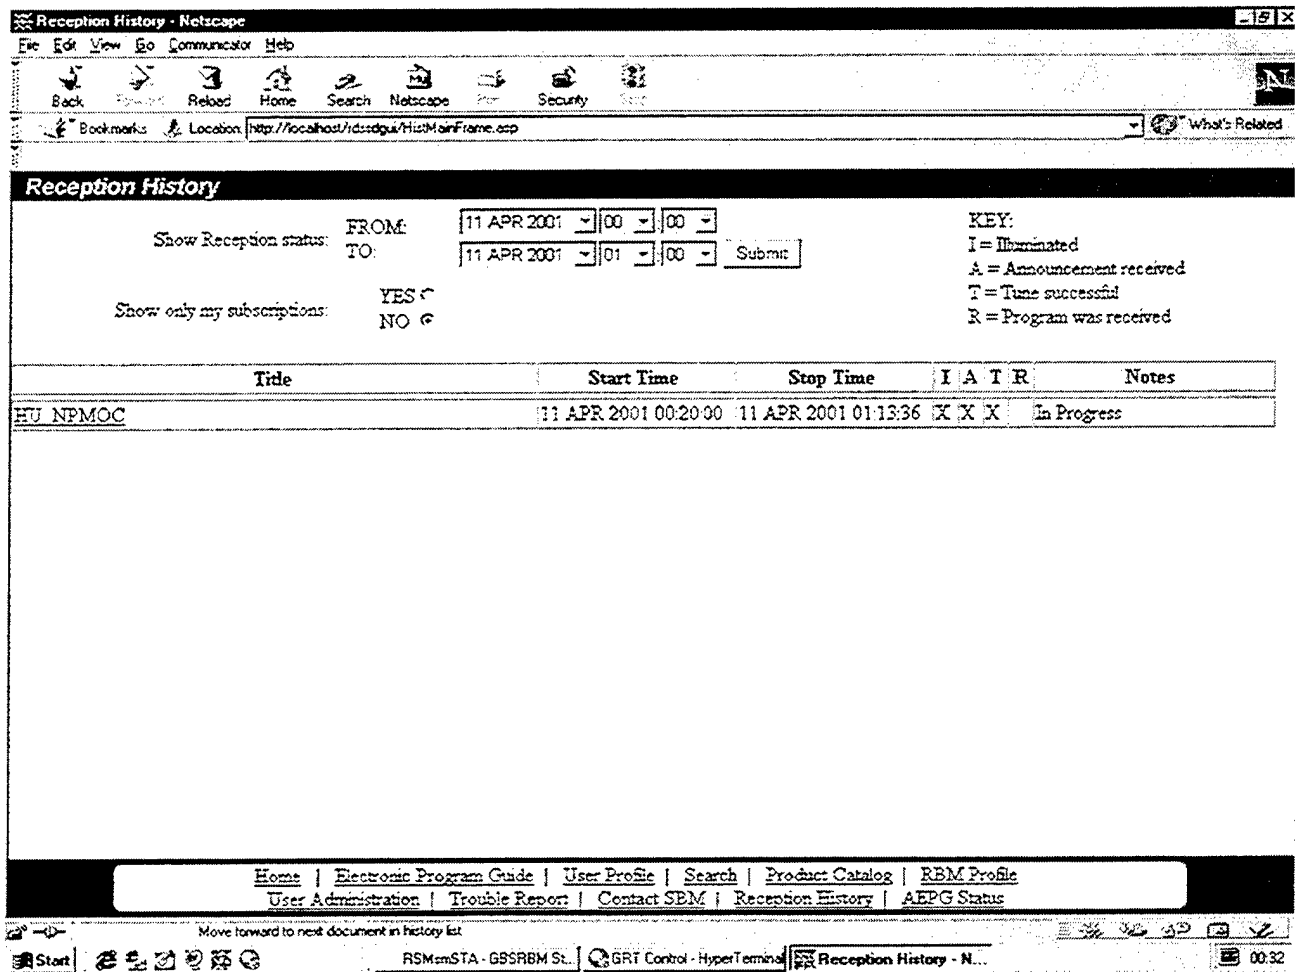 Reception History - Netscape
File Edit View Go Communicator Help
Back Forward Reload Home Search Netscape Print Security Stop
Bookmarks Location: http://localhost/rdssdgui/HistMainFrame.asp What's Related
Reception History
Show Reception status: FROM: 11 APR 2001 00 : 00
TO: 11 APR 2001 01 : 00 Submit
Show only my subscriptions: YES
NO
KEY:
I = Illuminated
A = Announcement received
T = Tune successful
R = Program was received
Title Start Time Stop Time I A T R Notes
HU_NPMOC 11 APR 2001 00:20:00 11 APR 2001 01:13:36 X X X In Progress
Home | Electronic Program Guide | User Profile | Search | Product Catalog | RBM Profile
User Administration | Trouble Report | Contact SBM | Reception History | AEPG Status
Move forward to next document in history list
Start RSMsmSTA - GBSRBM St... GRT Control - HyperTerminal Reception History - N... 00:32